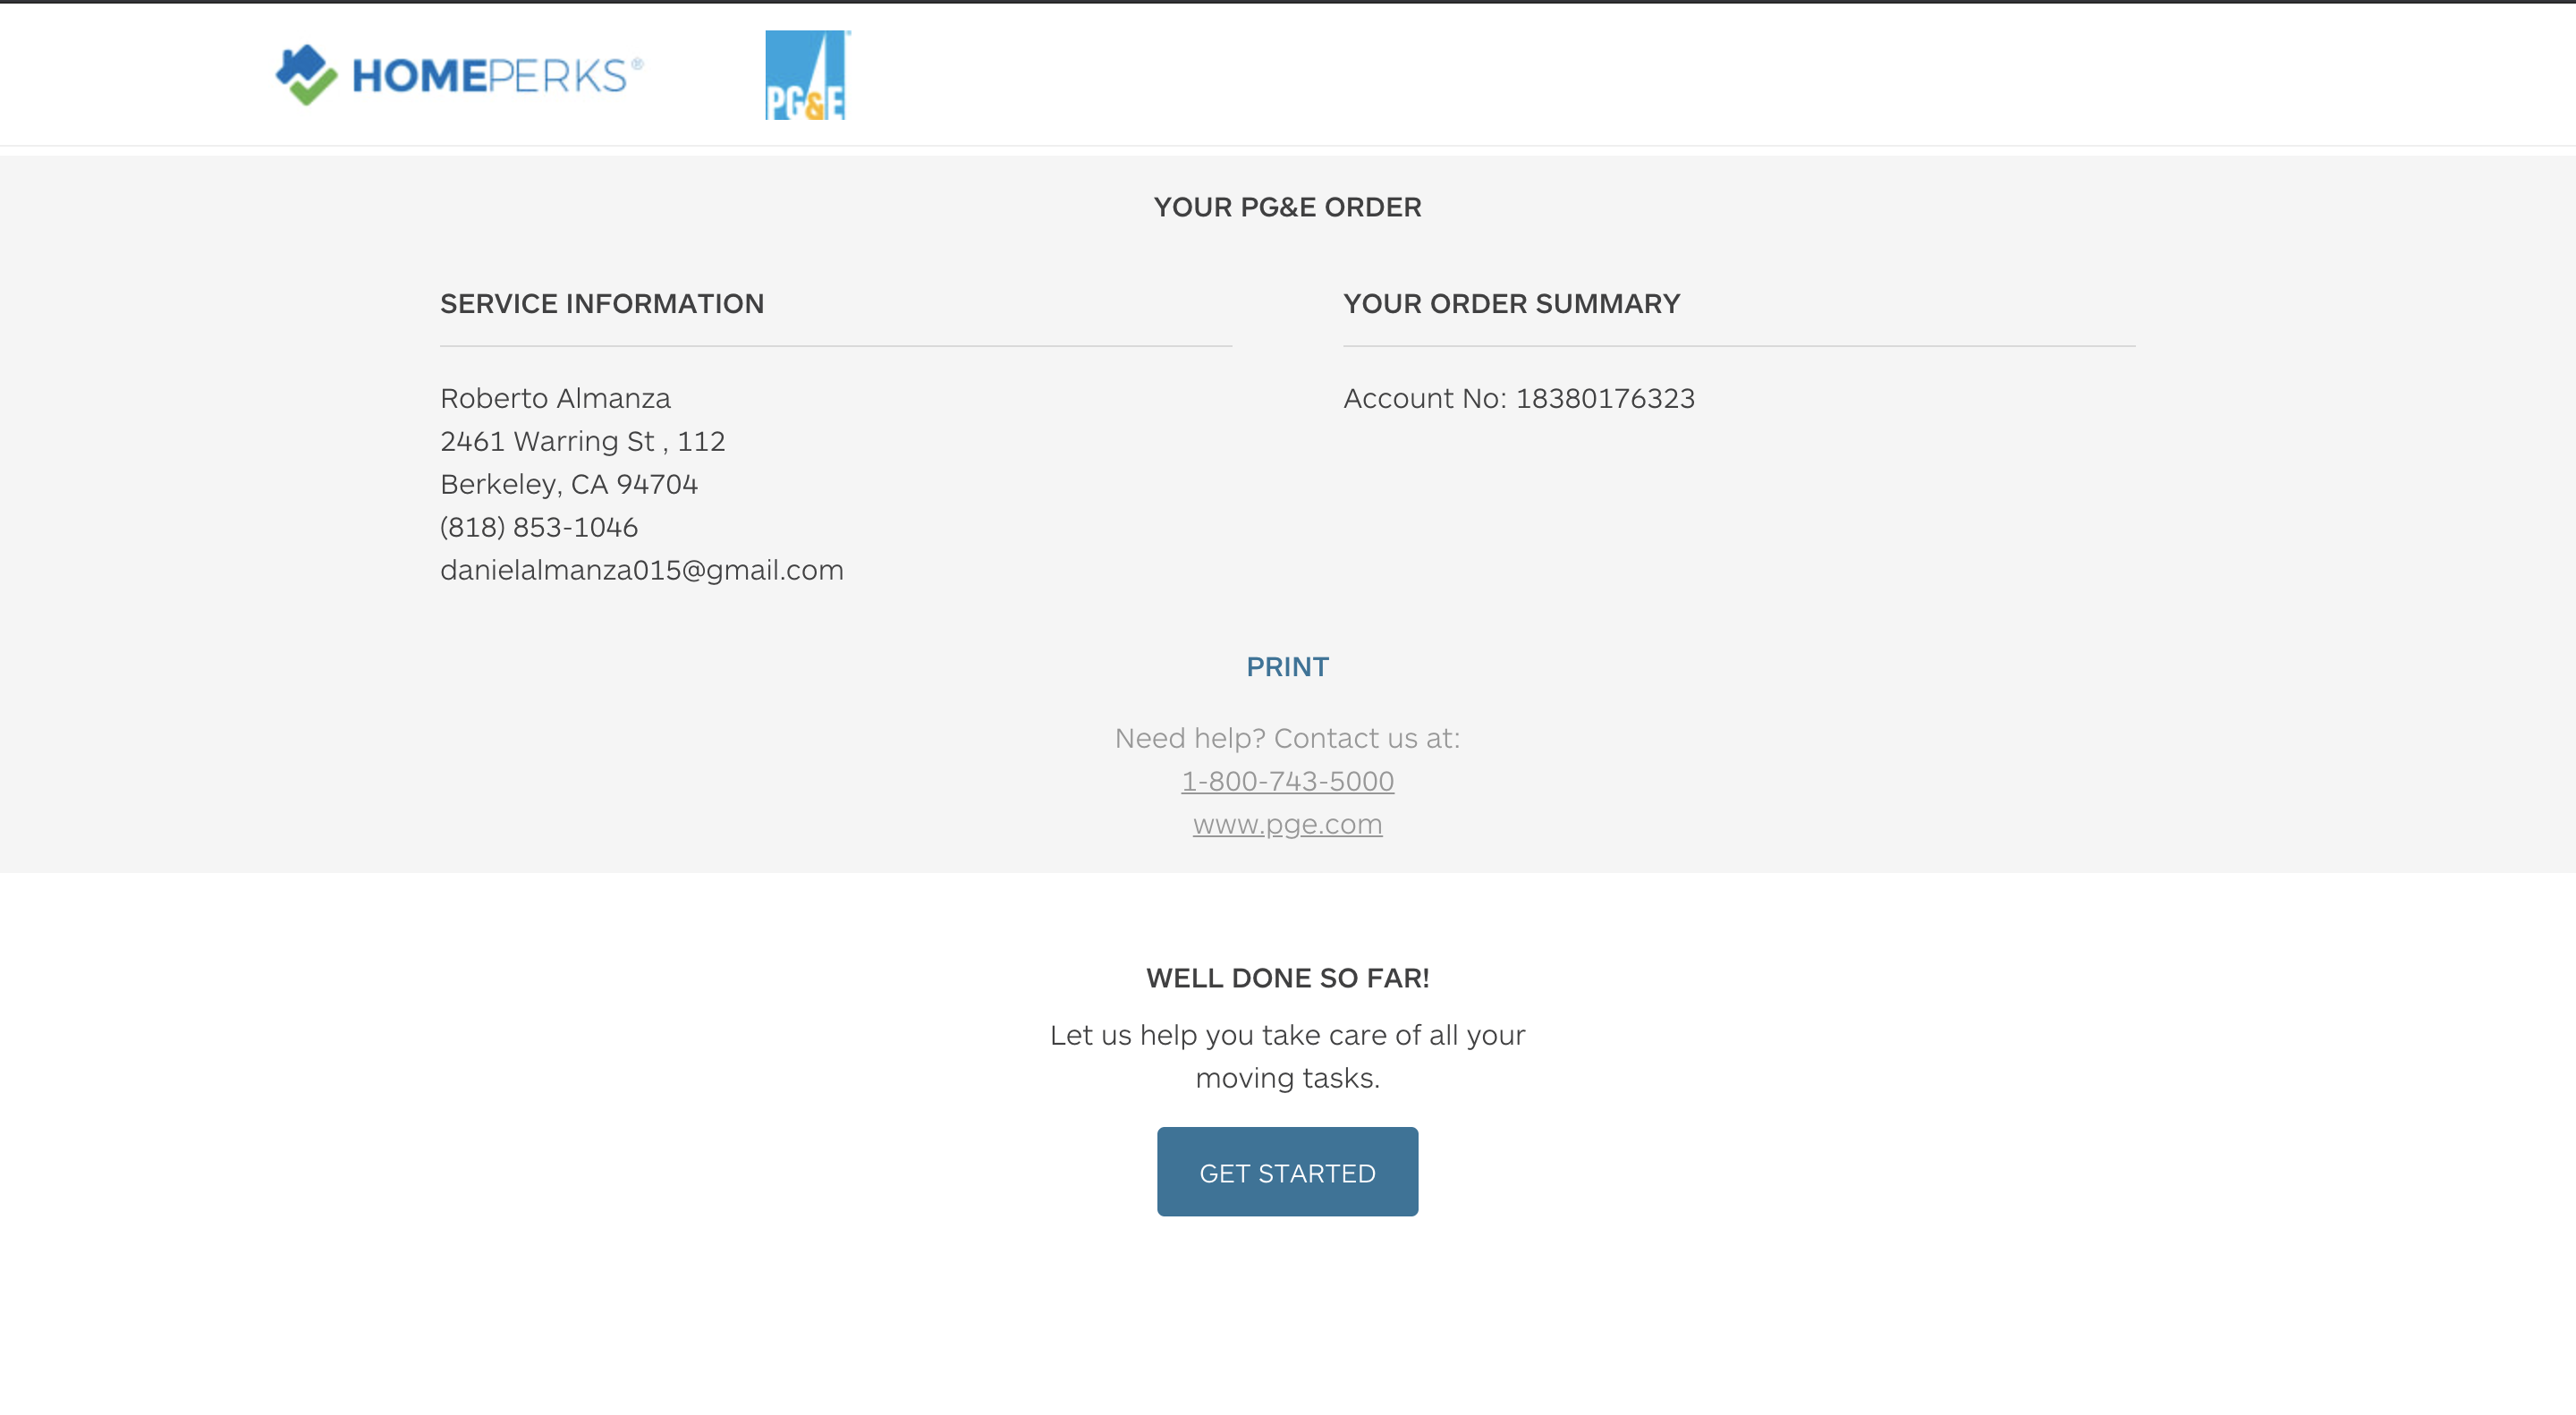 HOMEPERKS®
PG&E
YOUR PG&E ORDER
SERVICE INFORMATION
Roberto Almanza
2461 Warring St , 112
Berkeley, CA 94704
(818) 853-1046
danielalmanza015@gmail.com
YOUR ORDER SUMMARY
Account No: 18380176323
PRINT
Need help? Contact us at:
1-800-743-5000
www.pge.com
WELL DONE SO FAR!
Let us help you take care of all your
moving tasks.
GET STARTED